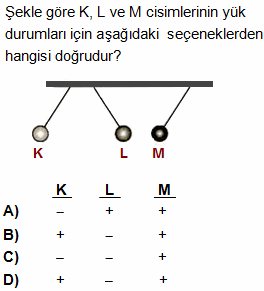 Şekle göre K, L ve M cisimlerinin yük
durumları için aşağıdaki seçeneklerden
hangisi doğrudur?
K L M
K L M
A) – + +
B) + – +
C) – – +
D) + – +